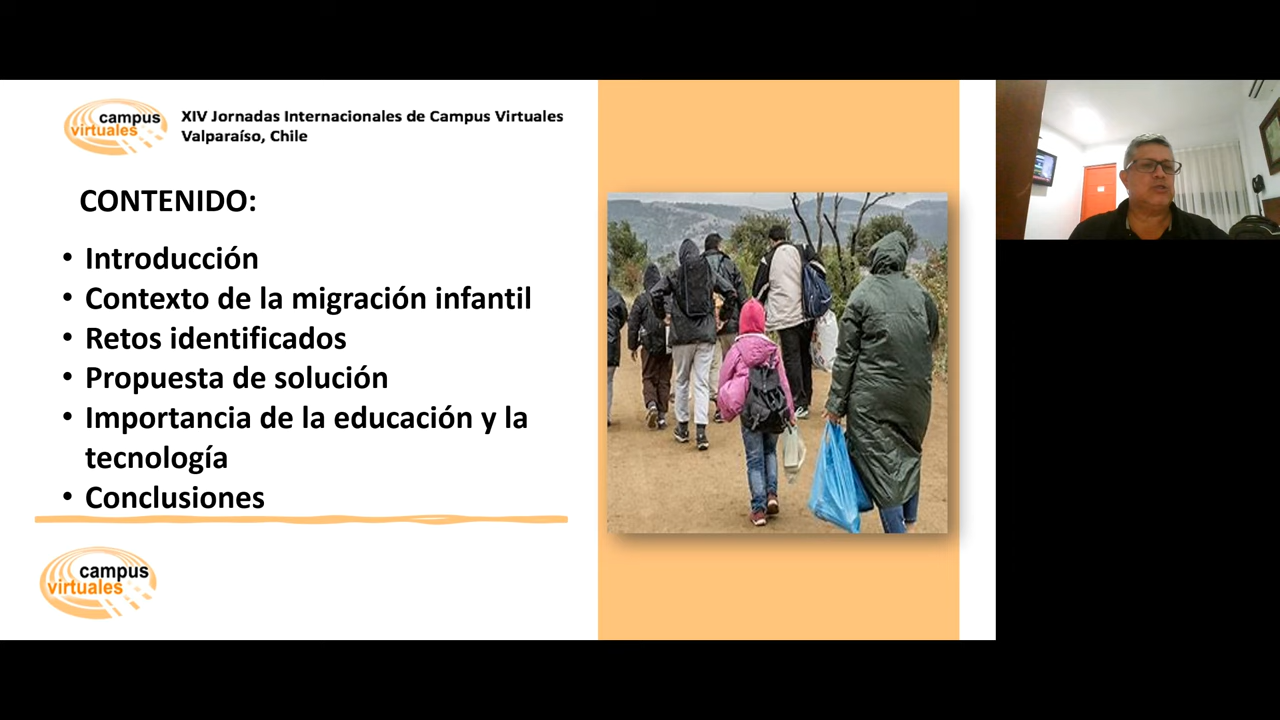 campus
virtuales
XIV Jornadas Internacionales de Campus Virtuales
Valparaíso, Chile
CONTENIDO:
• Introducción
• Contexto de la migración infantil
• Retos identificados
• Propuesta de solución
• Importancia de la educación y la
tecnología
• Conclusiones
campus
virtuales